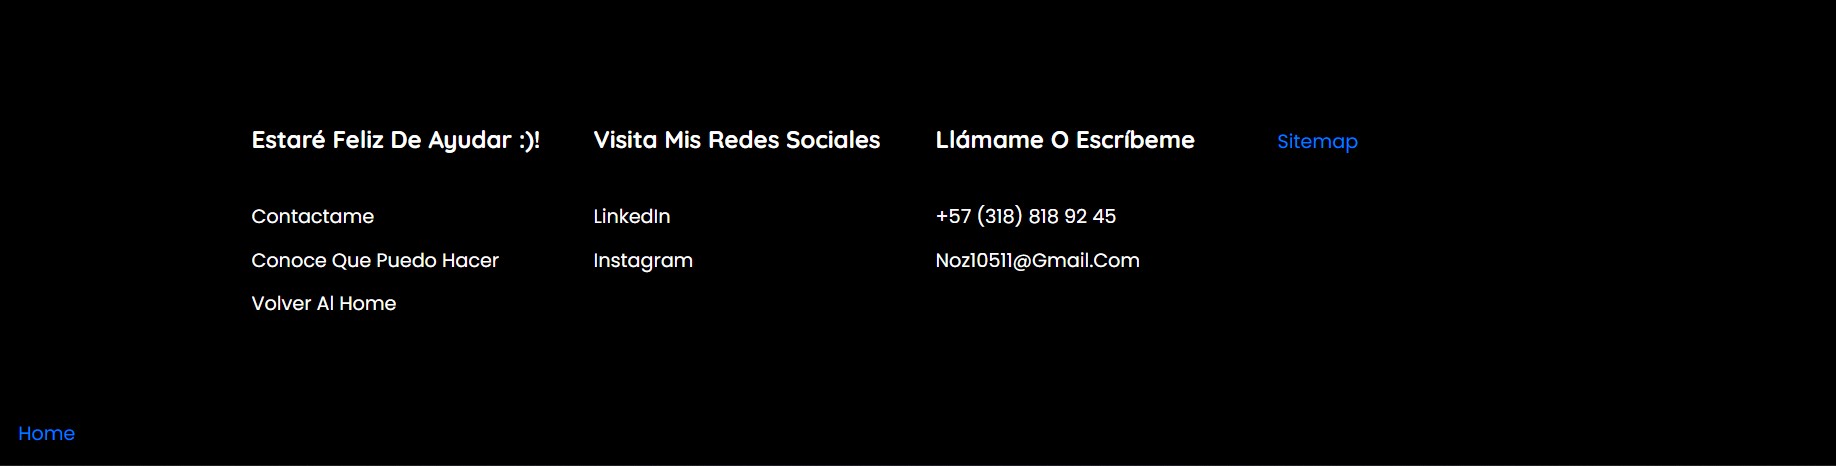 Estaré Feliz De Ayudar :)!
Contactame
Conoce Que Puedo Hacer
Volver Al Home
Visita Mis Redes Sociales
LinkedIn
Instagram
Llámame O Escríbeme
+57 (318) 818 92 45
Noz10511@Gmail.Com
Sitemap
Home